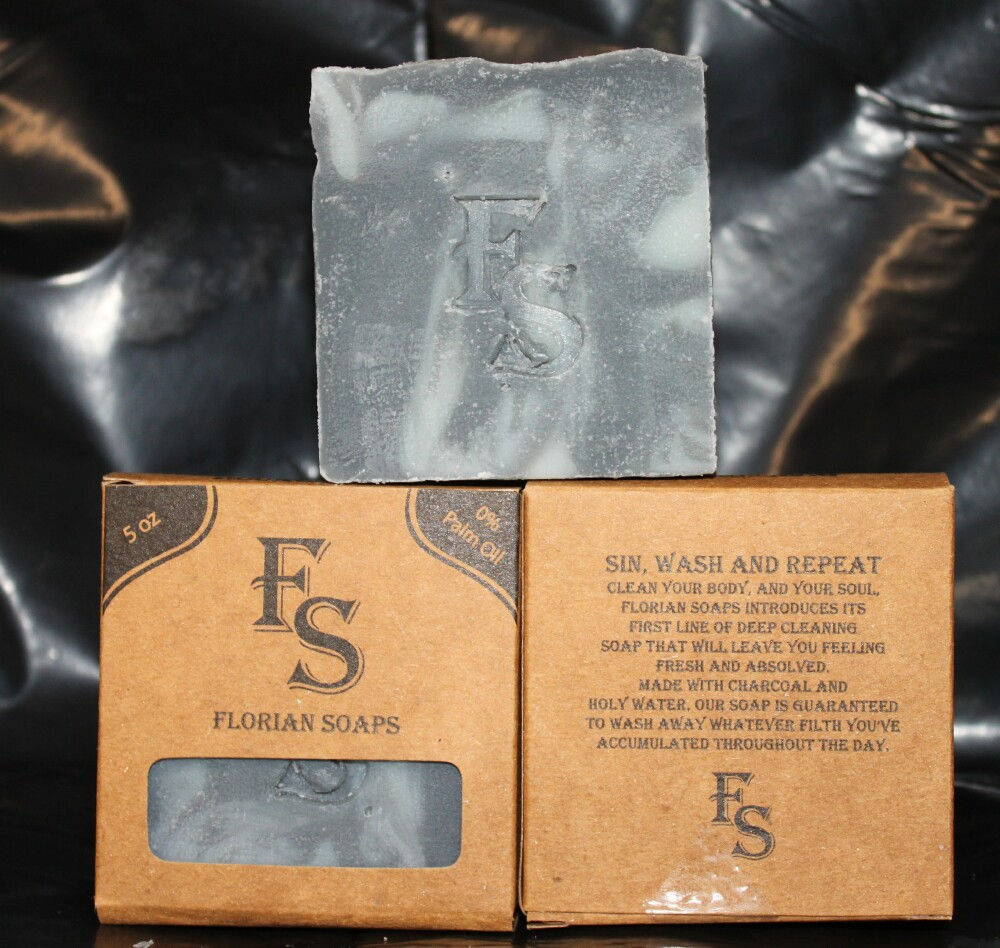 FS
5 oz
0%
Palm Oil
FS
FLORIAN SOAPS
S
SIN, WASH AND REPEAT
CLEAN YOUR BODY, AND YOUR SOUL,
FLORIAN SOAPS INTRODUCES ITS
FIRST LINE OF DEEP CLEANING
SOAP THAT WILL LEAVE YOU FEELING
FRESH AND ABSOLVED.
MADE WITH CHARCOAL AND
HOLY WATER. OUR SOAP IS GUARANTEED
TO WASH AWAY WHATEVER FILTH YOU'VE
ACCUMULATED THROUGHOUT THE DAY.
FS